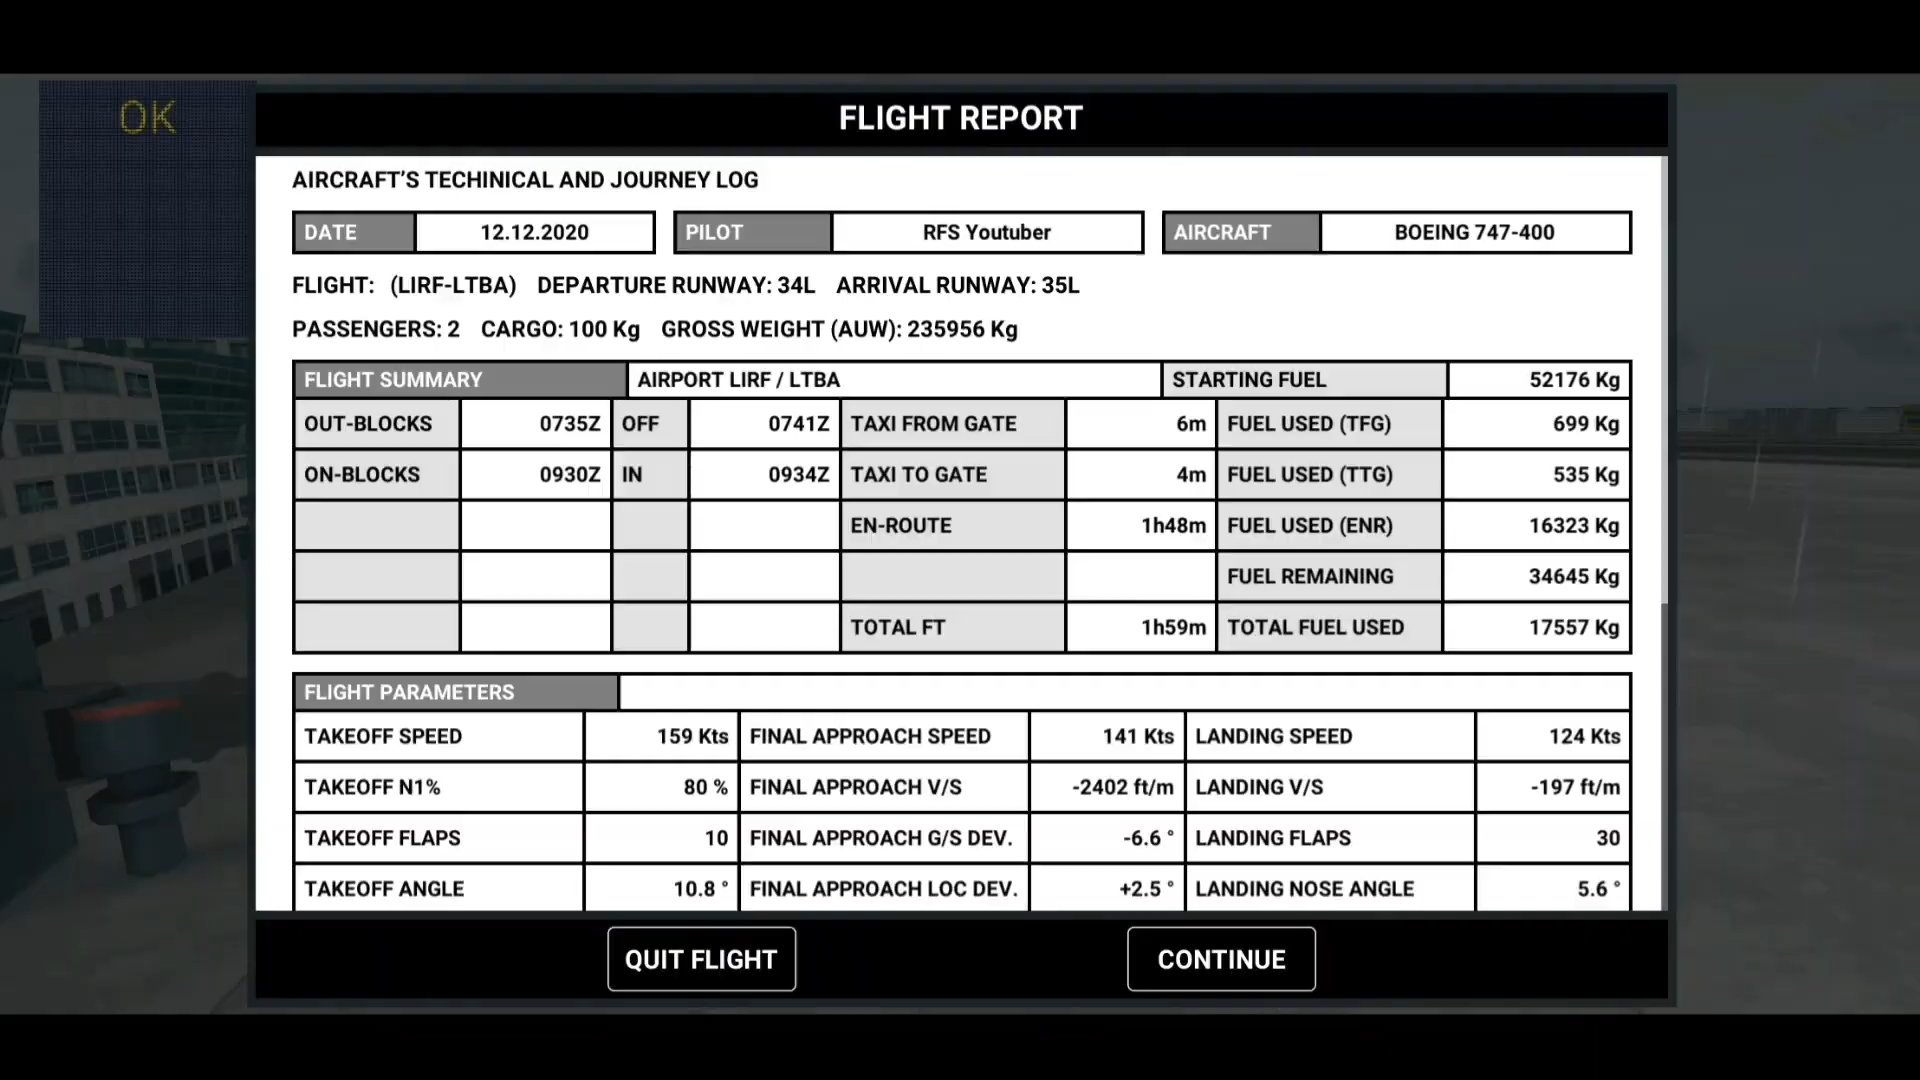 OK
FLIGHT REPORT
AIRCRAFT’S TECHINICAL AND JOURNEY LOG
DATE 12.12.2020 PILOT RFS Youtuber AIRCRAFT BOEING 747-400
FLIGHT: (LIRF-LTBA) DEPARTURE RUNWAY: 34L ARRIVAL RUNWAY: 35L
PASSENGERS: 2 CARGO: 100 Kg GROSS WEIGHT (AUW): 235956 Kg
FLIGHT SUMMARY AIRPORT LIRF / LTBA STARTING FUEL 52176 Kg
OUT-BLOCKS 0735Z OFF 0741Z TAXI FROM GATE 6m FUEL USED (TFG) 699 Kg
ON-BLOCKS 0930Z IN 0934Z TAXI TO GATE 4m FUEL USED (TTG) 535 Kg
EN-ROUTE 1h48m FUEL USED (ENR) 16323 Kg
FUEL REMAINING 34645 Kg
TOTAL FT 1h59m TOTAL FUEL USED 17557 Kg
FLIGHT PARAMETERS
TAKEOFF SPEED 159 Kts FINAL APPROACH SPEED 141 Kts LANDING SPEED 124 Kts
TAKEOFF N1% 80 % FINAL APPROACH V/S -2402 ft/m LANDING V/S -197 ft/m
TAKEOFF FLAPS 10 FINAL APPROACH G/S DEV. -6.6 ° LANDING FLAPS 30
TAKEOFF ANGLE 10.8 ° FINAL APPROACH LOC DEV. +2.5 ° LANDING NOSE ANGLE 5.6 °
QUIT FLIGHT CONTINUE